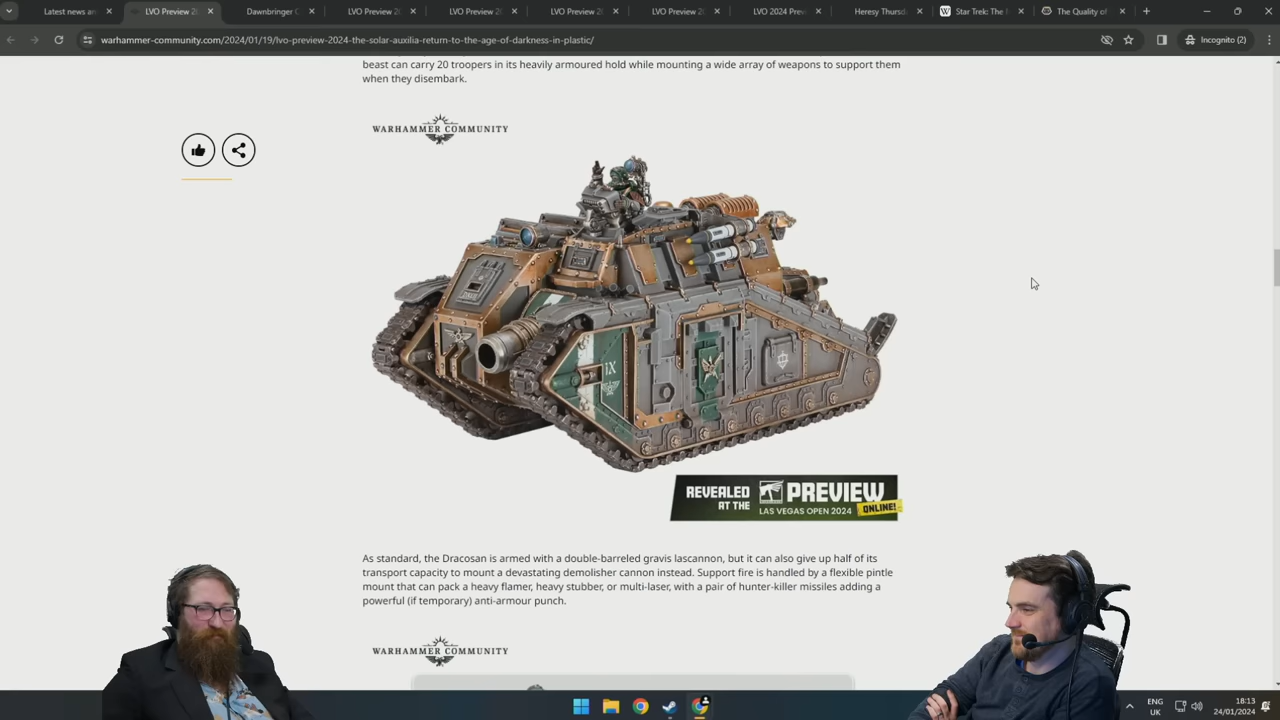 Latest news an
LVO Preview 20
Dawnbringer C
LVO Preview 2
LVO Preview 2
LVO Preview 2
LVO Preview 2
LVO 2024 Prev
Heresy Thursd
Star Trek: The
The Quality of
warhammer-community.com/2024/01/19/lvo-preview-2024-the-solar-auxilia-return-to-the-age-of-darkness-in-plastic/
Incognito (2)
beast can carry 20 troopers in its heavily armoured hold while mounting a wide array of weapons to support them
when they disembark.
WARHAMMER COMMUNITY
IX
REVEALED
AT THE
PREVIEW
LAS VEGAS OPEN 2024
ONLINE!
As standard, the Dracosan is armed with a double-barreled gravis lascannon, but it can also give up half of its
transport capacity to mount a devastating demolisher cannon instead. Support fire is handled by a flexible pintle
mount that can pack a heavy flamer, heavy stubber, or multi-laser, with a pair of hunter-killer missiles adding a
powerful (if temporary) anti-armour punch.
WARHAMMER COMMUNITY
ENG
UK
18:13
24/01/2024